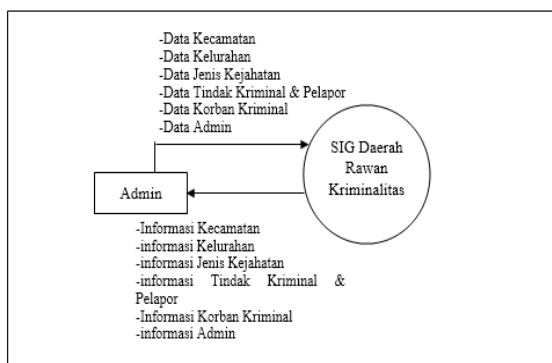 -Data Kecamatan
-Data Kelurahan
-Data Jenis Kejahatan
-Data Tindak Kriminal & Pelapor
-Data Korban Kriminal
-Data Admin
SIG Daerah
Rawan
Kriminalitas
Admin
-Informasi Kecamatan
-informasi Kelurahan
-informasi Jenis Kejahatan
-informasi Tindak Kriminal &
Pelapor
-Informasi Korban Kriminal
-informasi Admin